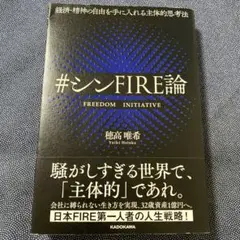 経済・精神の自由を手に入れる主体的思考法
#シンFIRE論
FREEDOM INITIATIVE
穂高 唯希
Yuiki Hotaka
騒がしすぎる世界で、
「主体的」であれ。
会社に縛られない生き方を実現、32歳資産1億円へ。
日本FIRE第一人者の人生戦略!
KADOKAWA